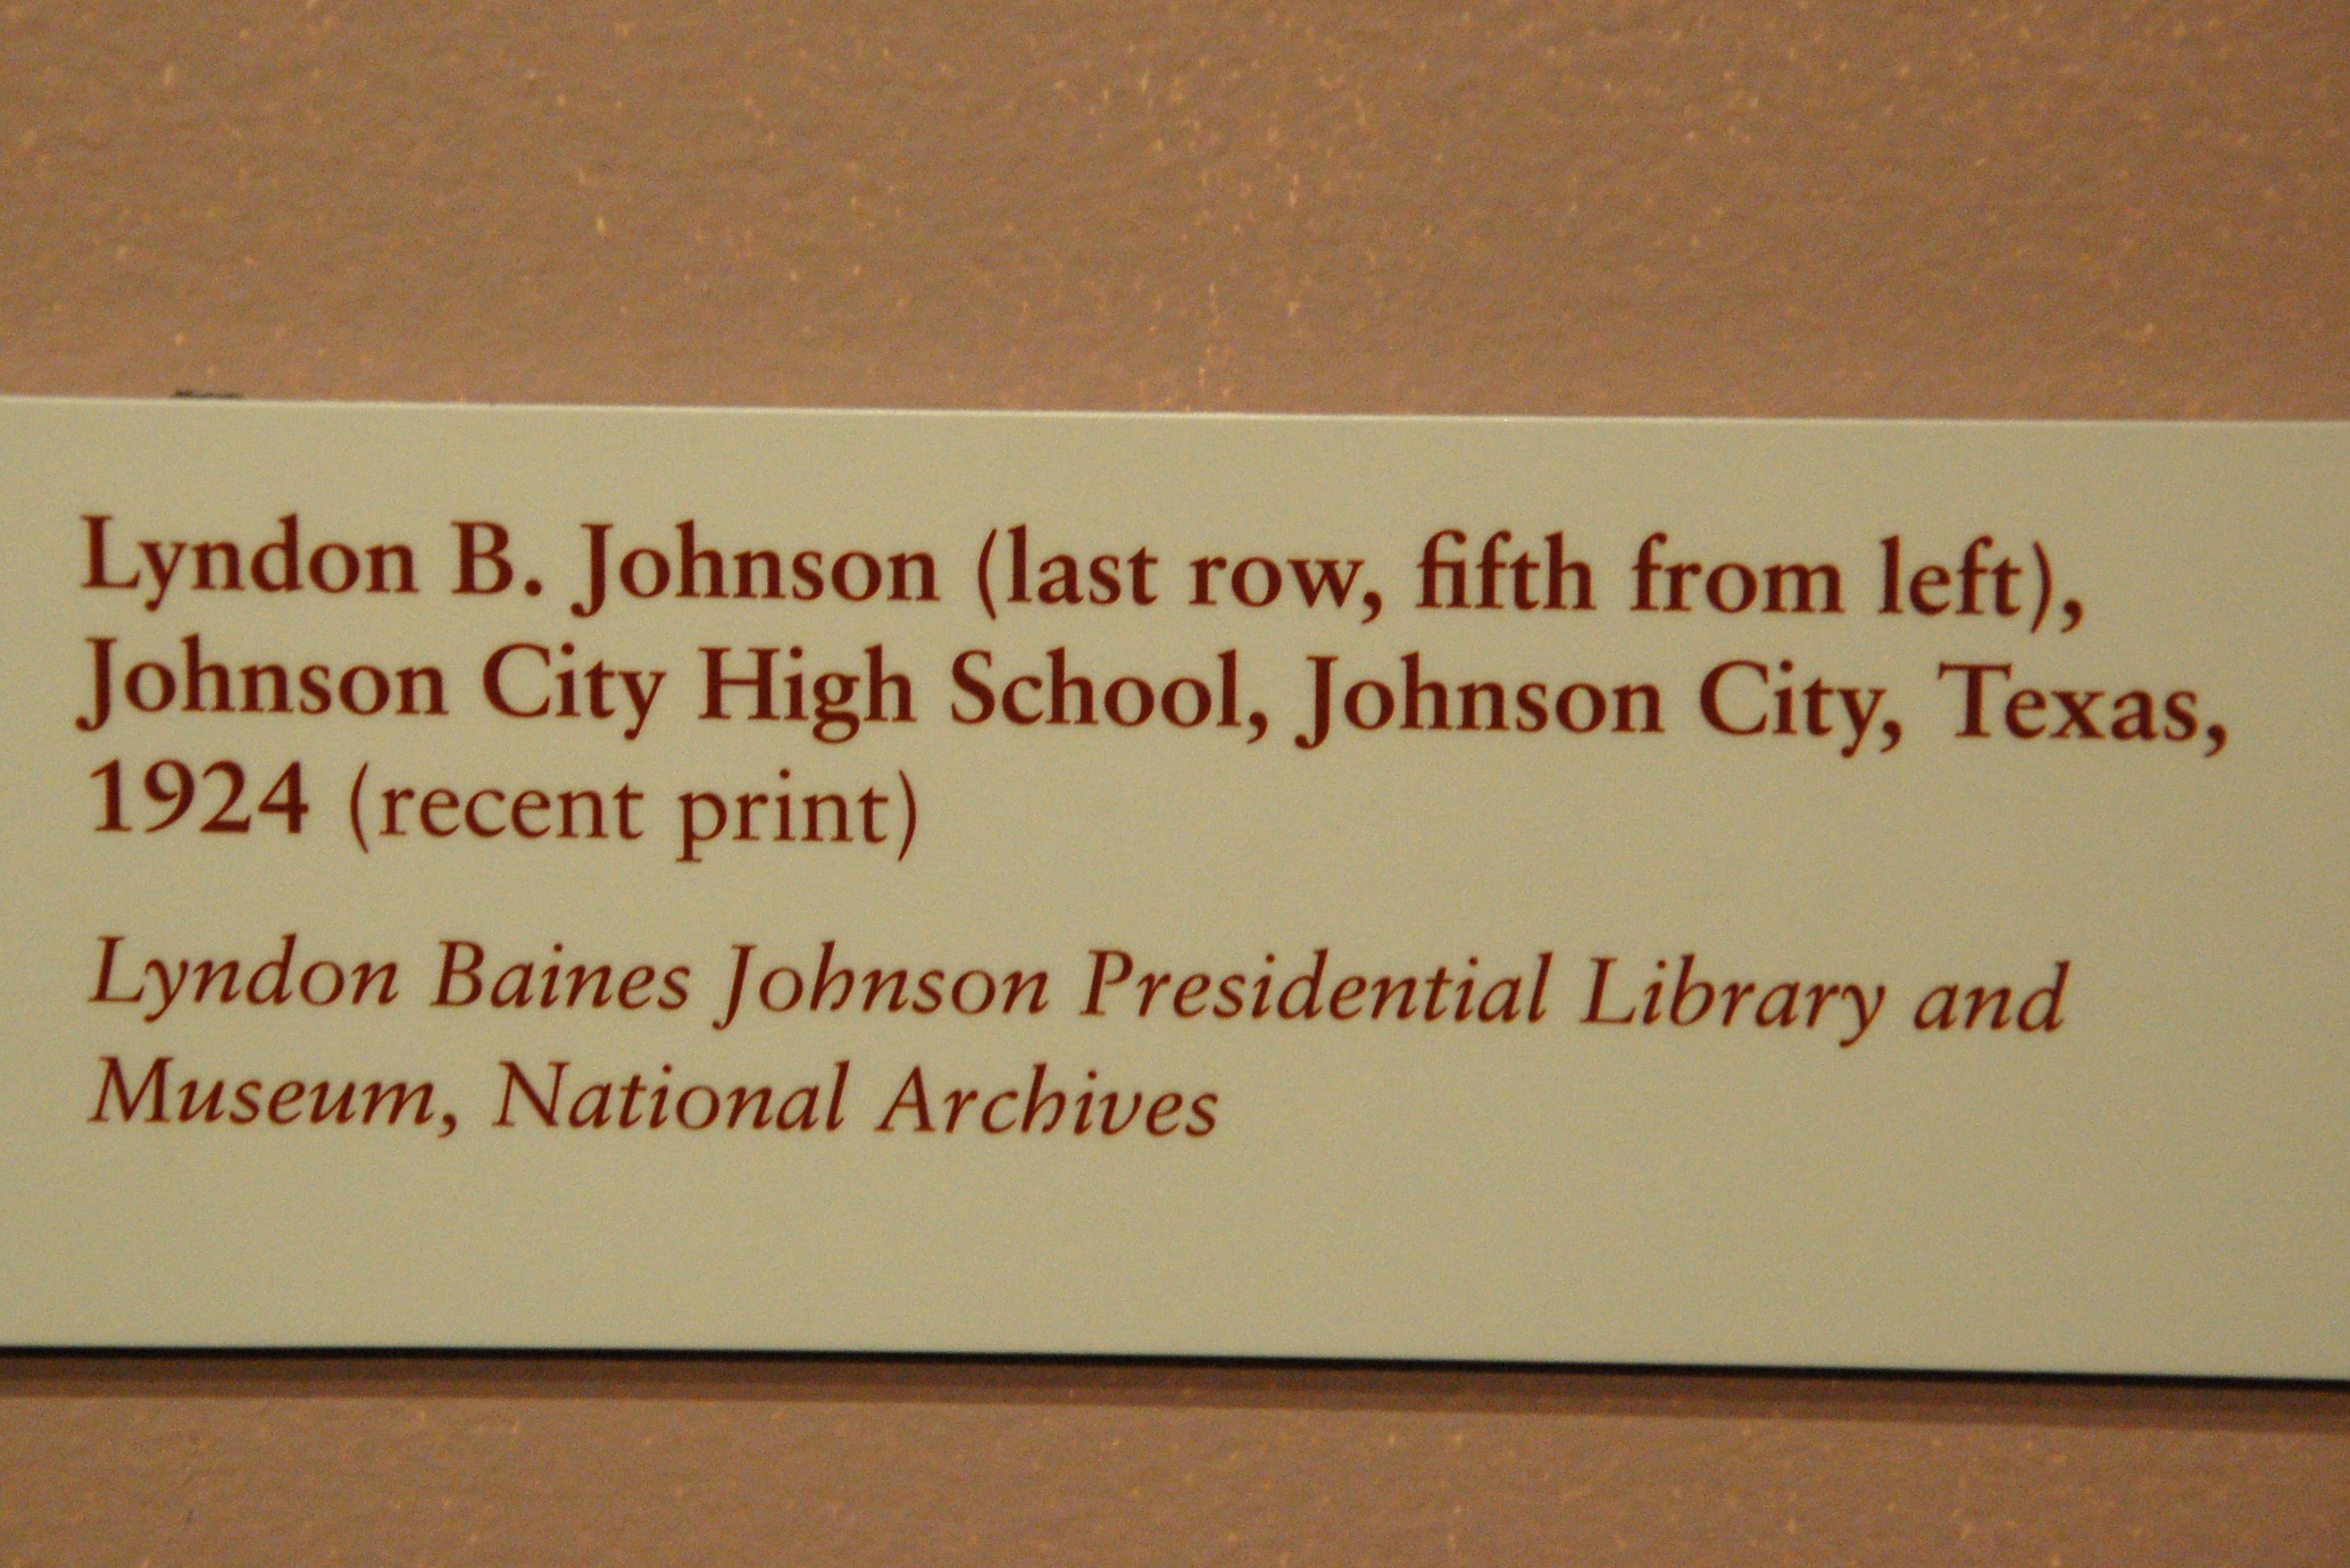 Lyndon B. Johnson (last row, fifth from left),
Johnson City High School, Johnson City, Texas,
1924 (recent print)
Lyndon Baines Johnson Presidential Library and
Museum, National Archives